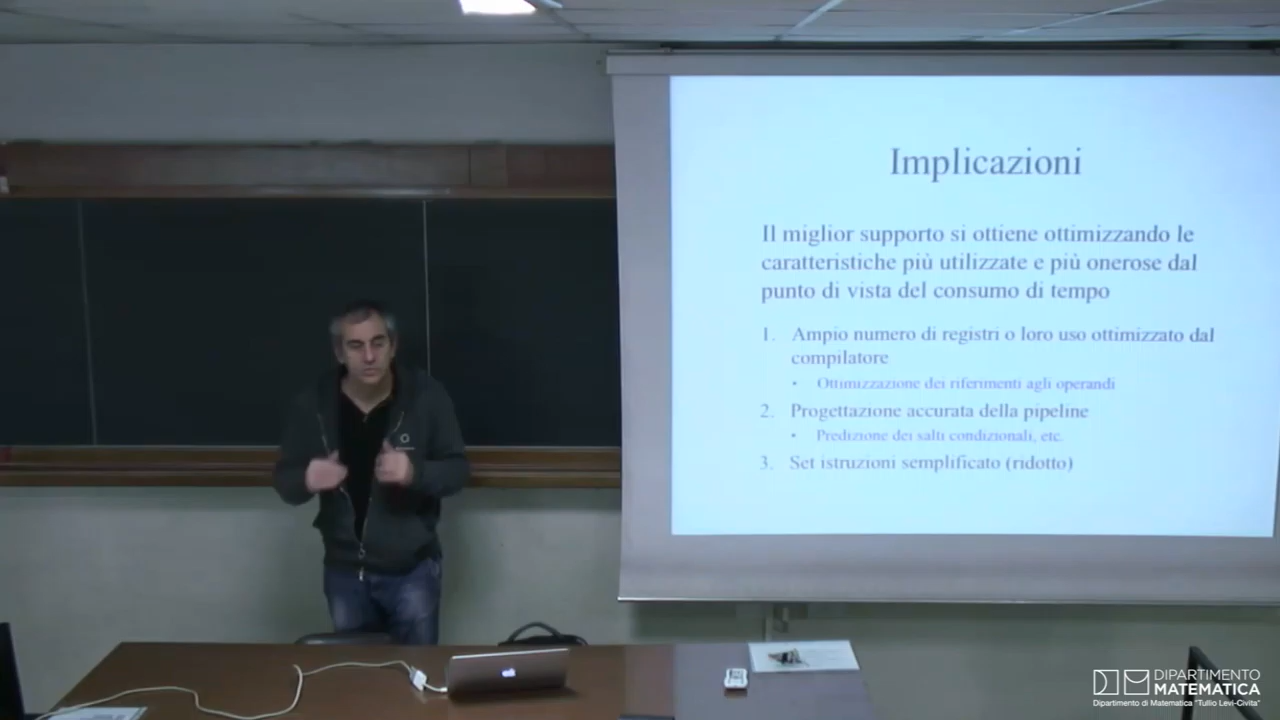 Implicazioni
Il miglior supporto si ottiene ottimizzando le
caratteristiche più utilizzate e più onerose dal
punto di vista del consumo di tempo
1. Ampio numero di registri o loro uso ottimizzato dal
compilatore
• Ottimizzazione dei riferimenti agli operandi
2. Progettazione accurata della pipeline
• Predizione dei salti condizionali, etc.
3. Set istruzioni semplificato (ridotto)
DIPARTIMENTO
MATEMATICA
Dipartimento di Matematica "Tullio Levi-Civita"